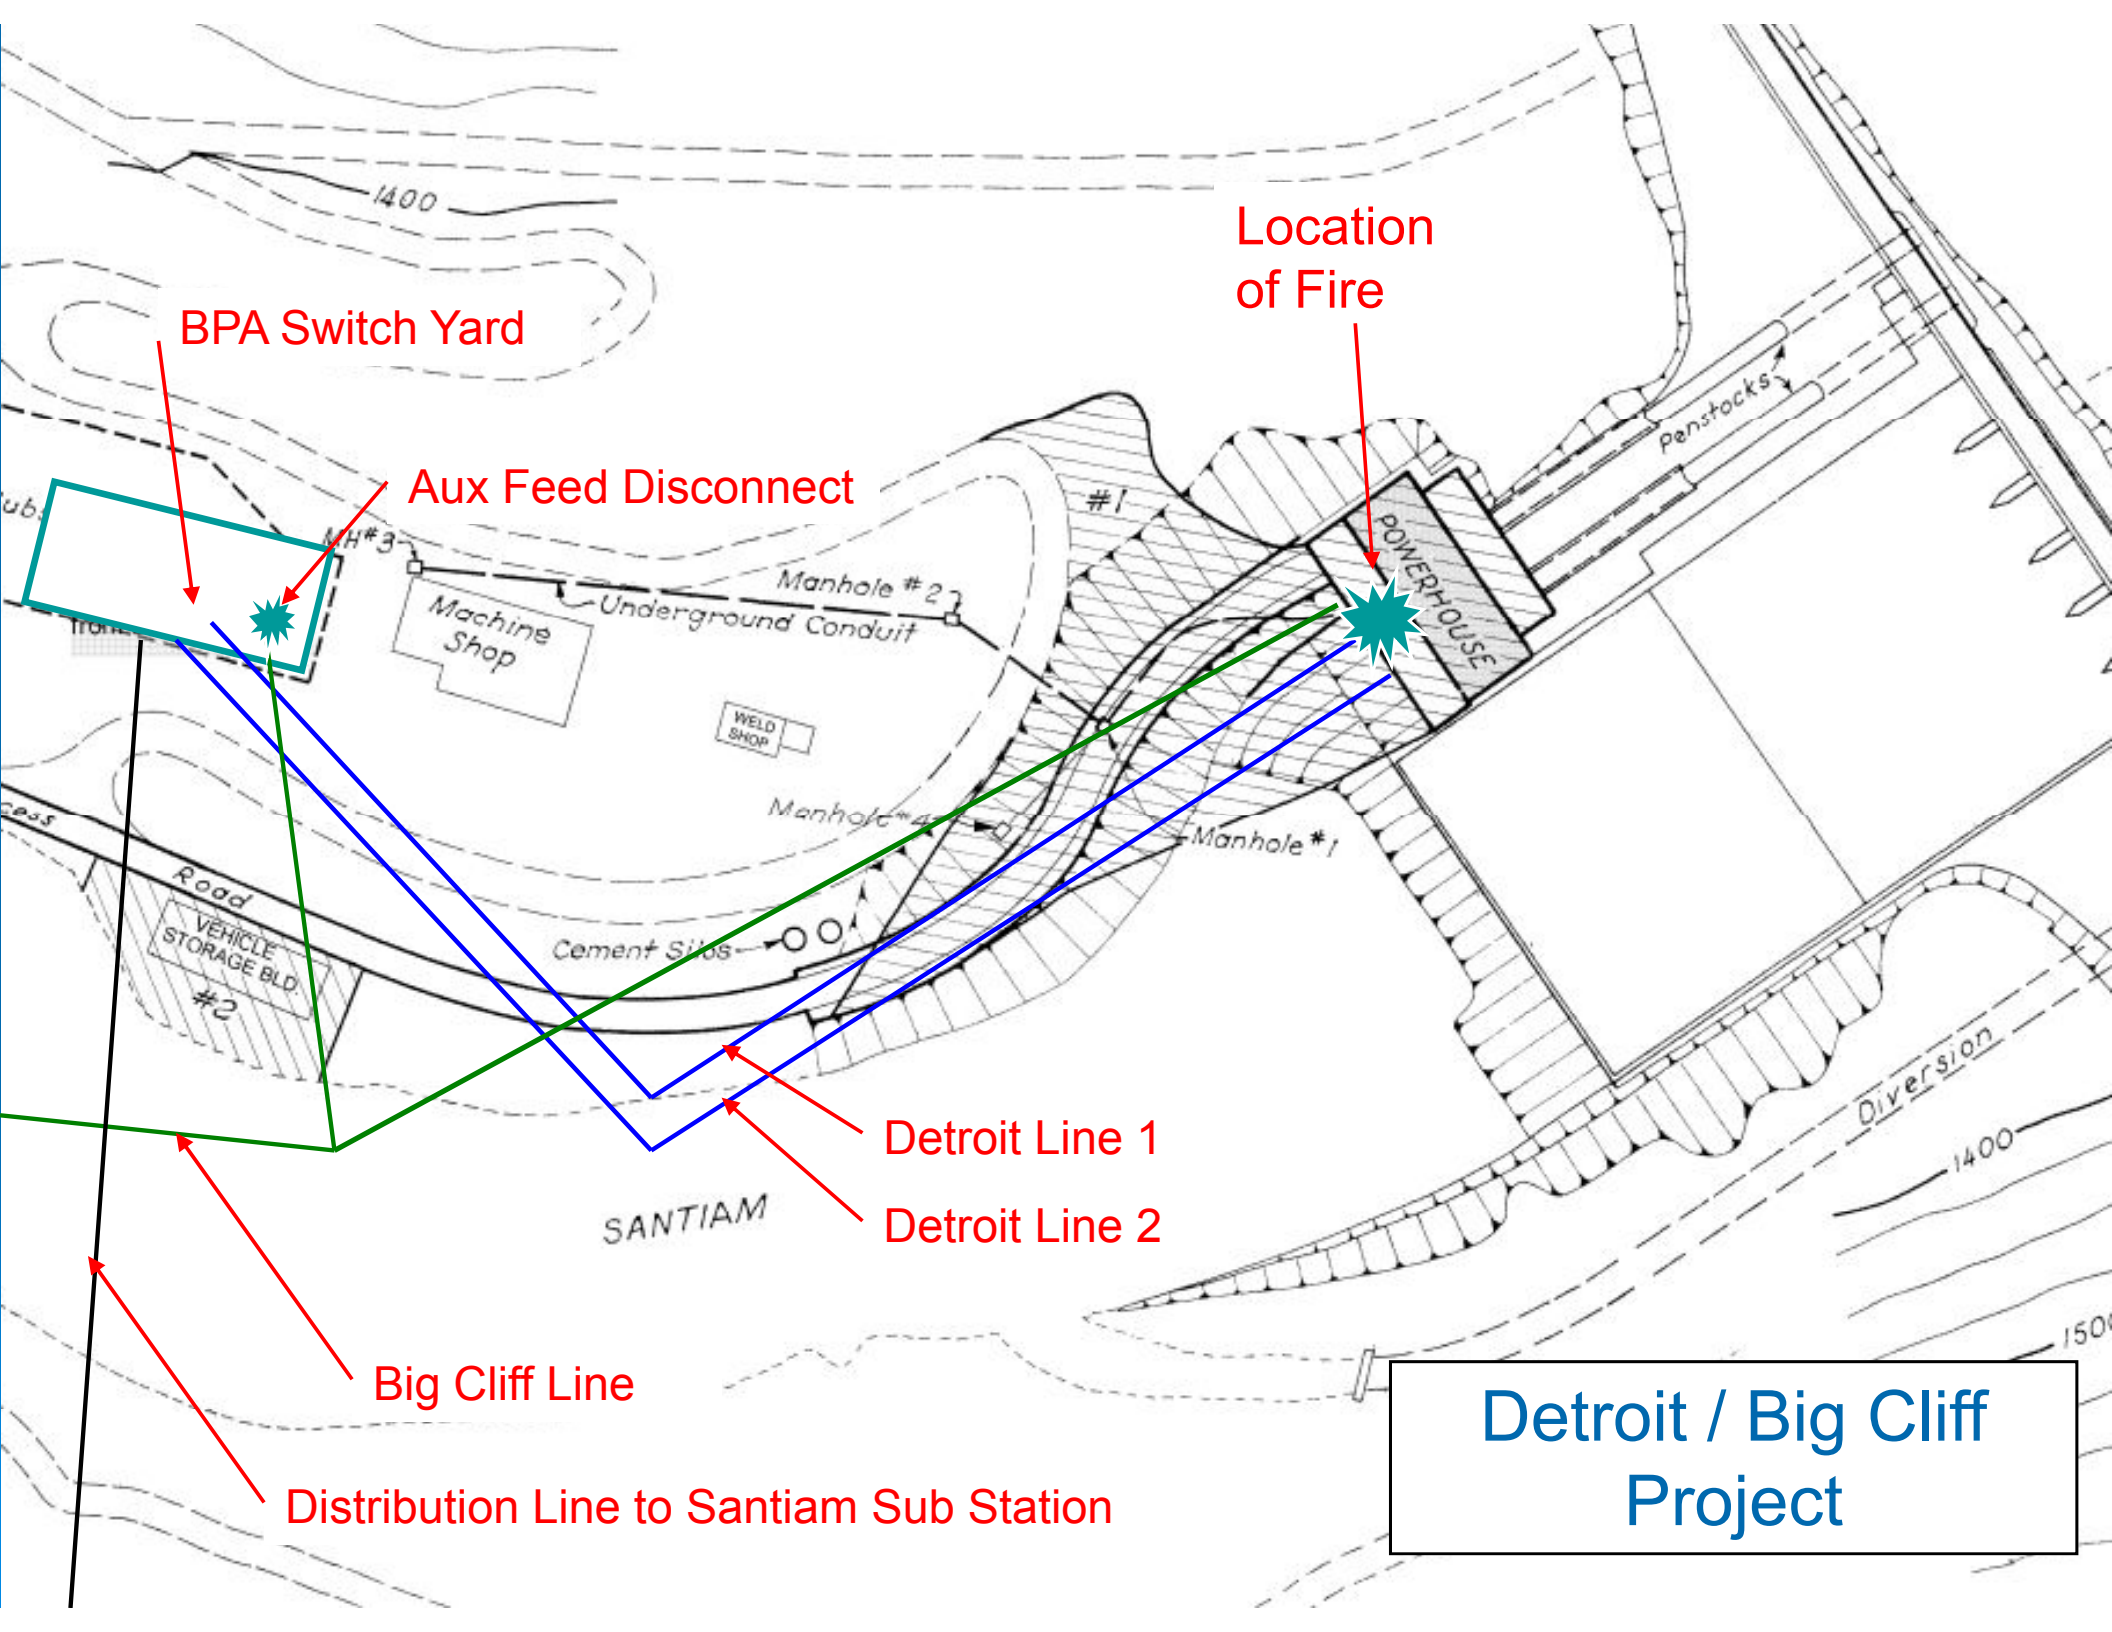 1400
Location
of Fire
BPA Switch Yard
Penstocks
Aux Feed Disconnect
#1
POWERHOUSE
MH#3
Manhole #2
Underground Conduit
Machine
Shop
WELD
SHOP
Manhole #4
Manhole #1
Road
VEHICLE
STORAGE BLD.
#2
Cement Silos
Diversion
Detroit Line 1
1400
SANTIAM
Detroit Line 2
Big Cliff Line
Detroit / Big Cliff
Project
Distribution Line to Santiam Sub Station